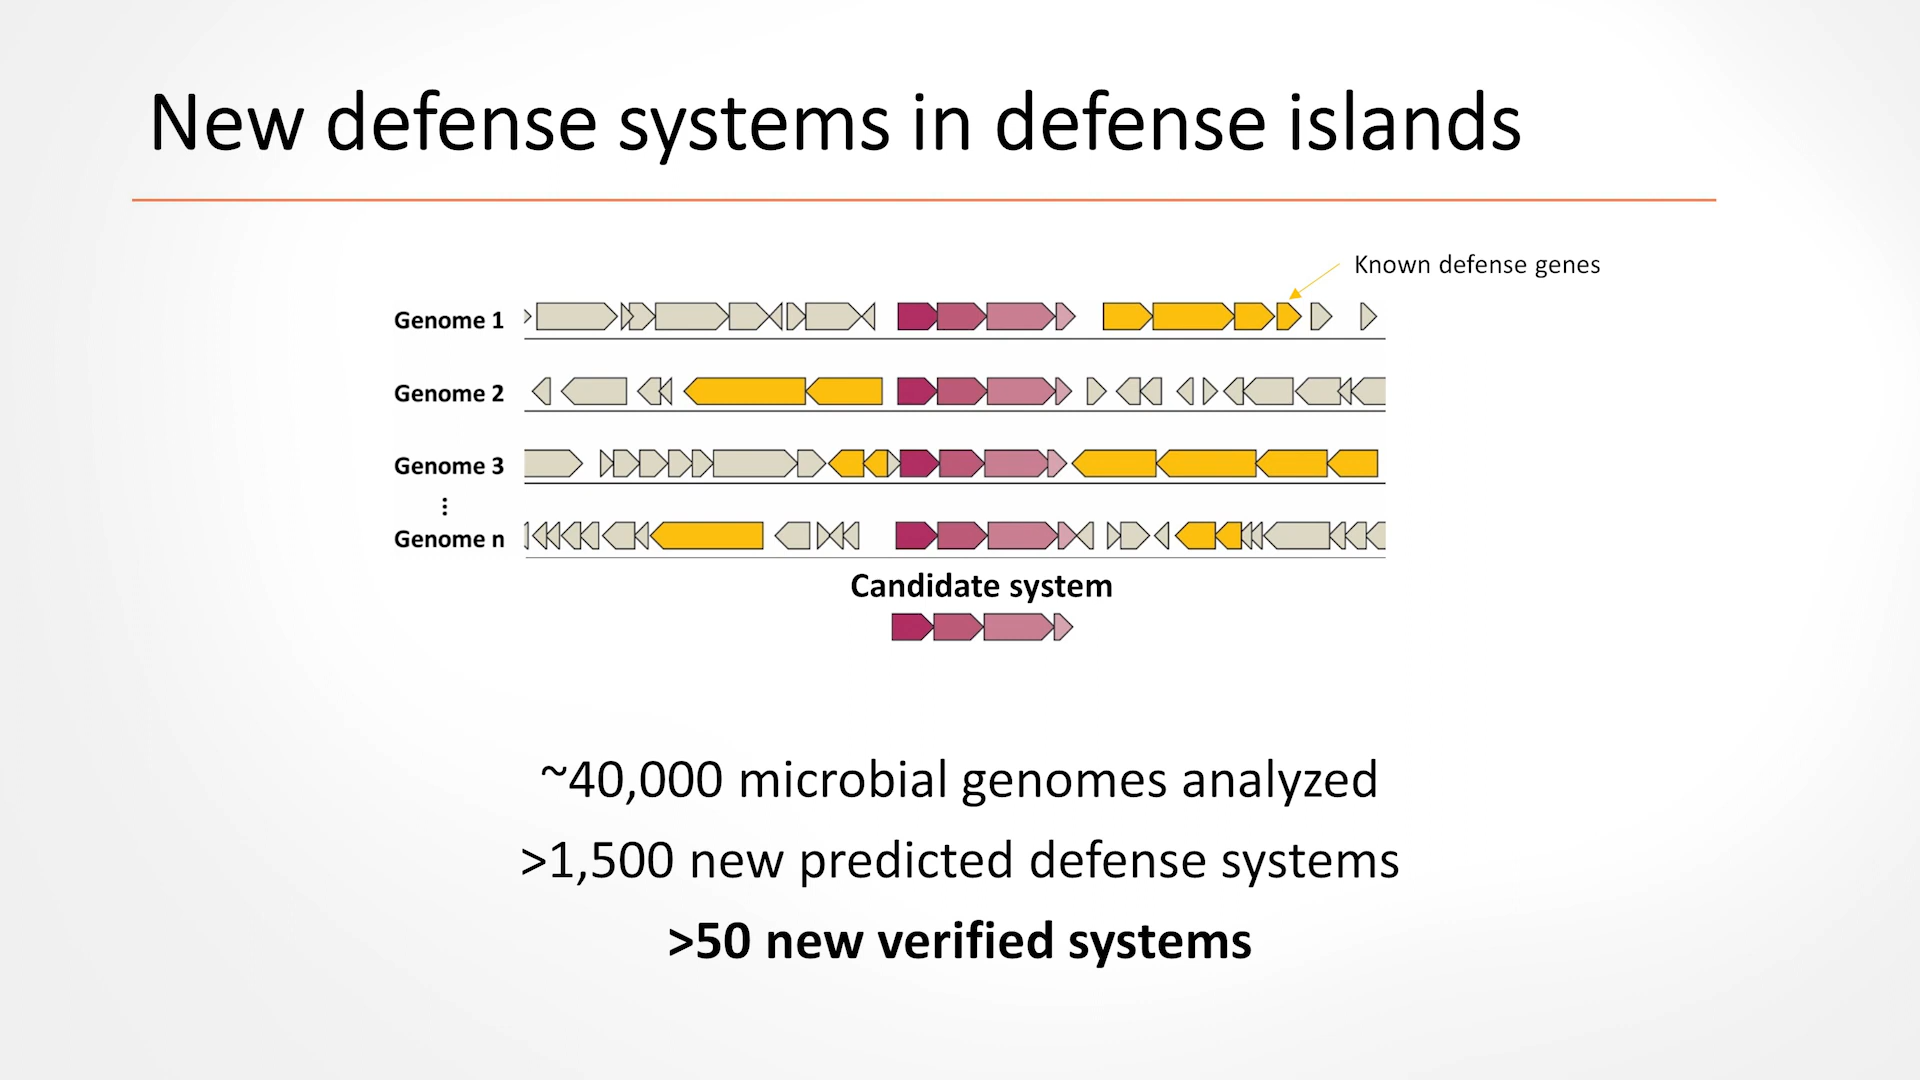 New defense systems in defense islands
Known defense genes
Genome 1
Genome 2
Genome 3
⋮
Genome n
Candidate system
~40,000 microbial genomes analyzed
>1,500 new predicted defense systems
>50 new verified systems